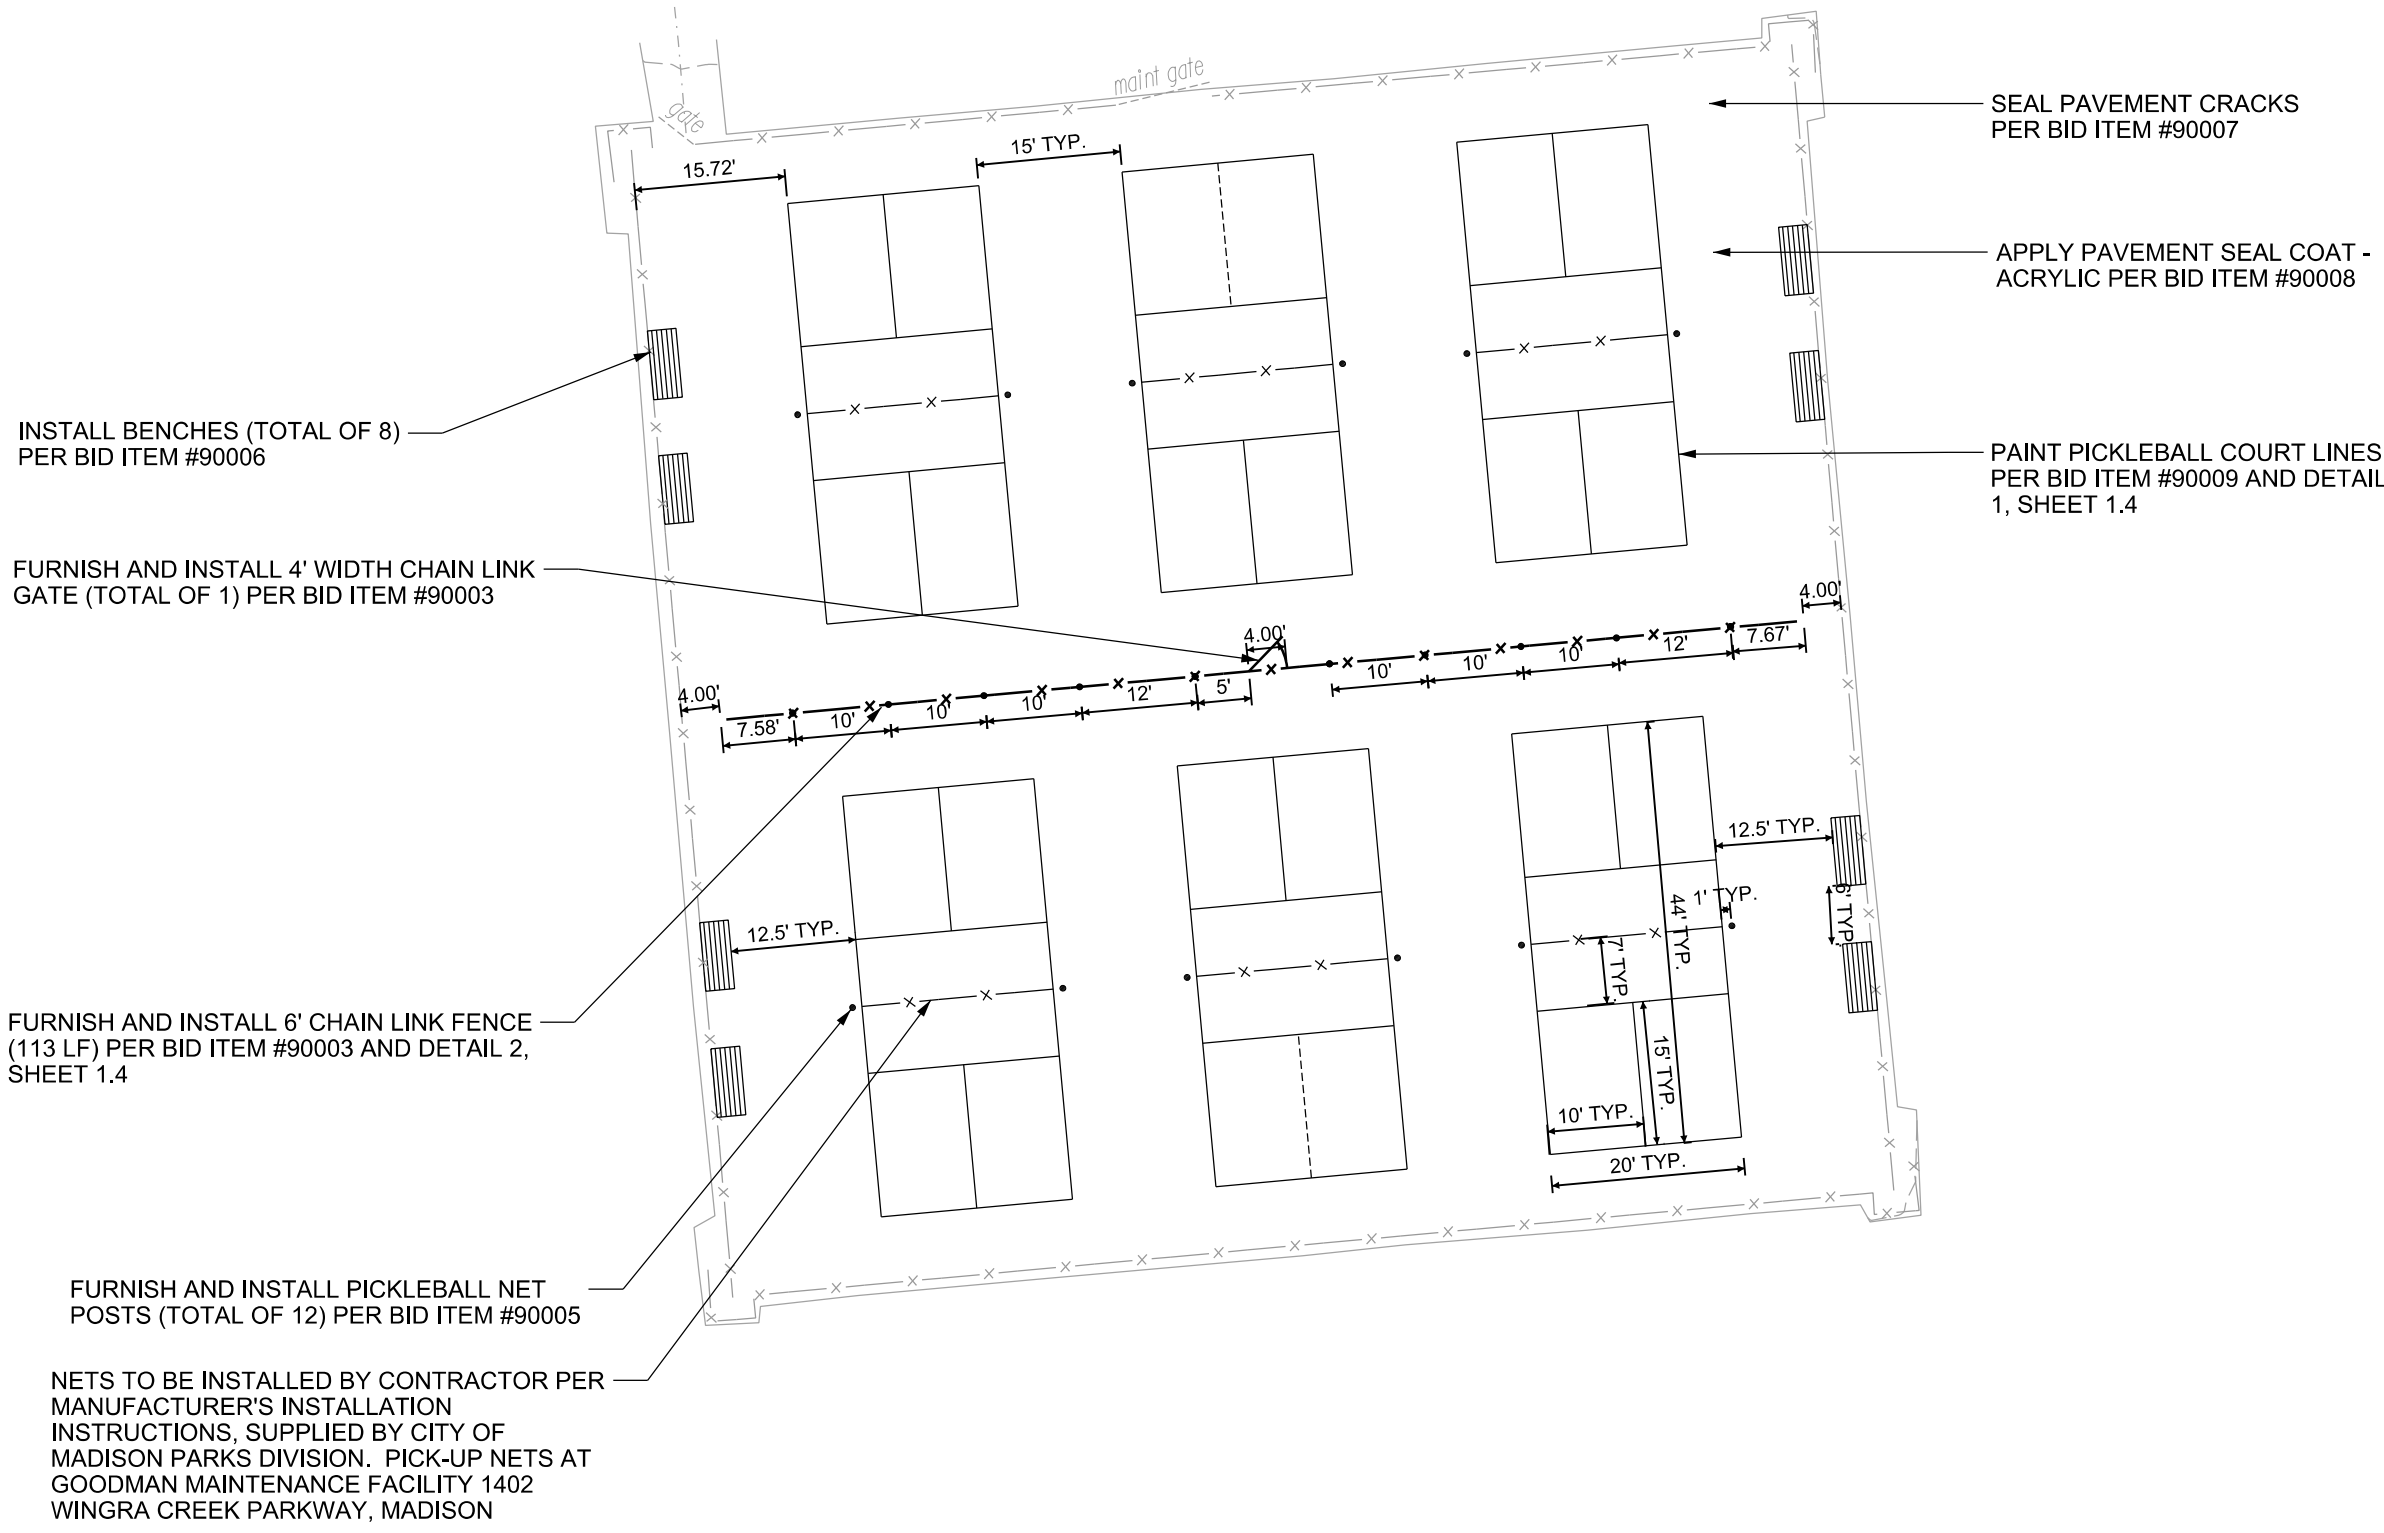 gate
maint gate
15.72'
15' TYP.
SEAL PAVEMENT CRACKS
PER BID ITEM #90007
APPLY PAVEMENT SEAL COAT -
ACRYLIC PER BID ITEM #90008
PAINT PICKLEBALL COURT LINES
PER BID ITEM #90009 AND DETAIL
1, SHEET 1.4
INSTALL BENCHES (TOTAL OF 8)
PER BID ITEM #90006
FURNISH AND INSTALL 4' WIDTH CHAIN LINK
GATE (TOTAL OF 1) PER BID ITEM #90003
4.00'
7.58'
10'
10'
10'
12'
5'
4.00'
10'
10'
10'
12'
7.67'
4.00'
12.5' TYP.
12.5' TYP.
6' TYP.
1' TYP.
44' TYP.
7' TYP.
15' TYP.
10' TYP.
20' TYP.
FURNISH AND INSTALL 6' CHAIN LINK FENCE
(113 LF) PER BID ITEM #90003 AND DETAIL 2,
SHEET 1.4
FURNISH AND INSTALL PICKLEBALL NET
POSTS (TOTAL OF 12) PER BID ITEM #90005
NETS TO BE INSTALLED BY CONTRACTOR PER
MANUFACTURER'S INSTALLATION
INSTRUCTIONS, SUPPLIED BY CITY OF
MADISON PARKS DIVISION.  PICK-UP NETS AT
GOODMAN MAINTENANCE FACILITY 1402
WINGRA CREEK PARKWAY, MADISON